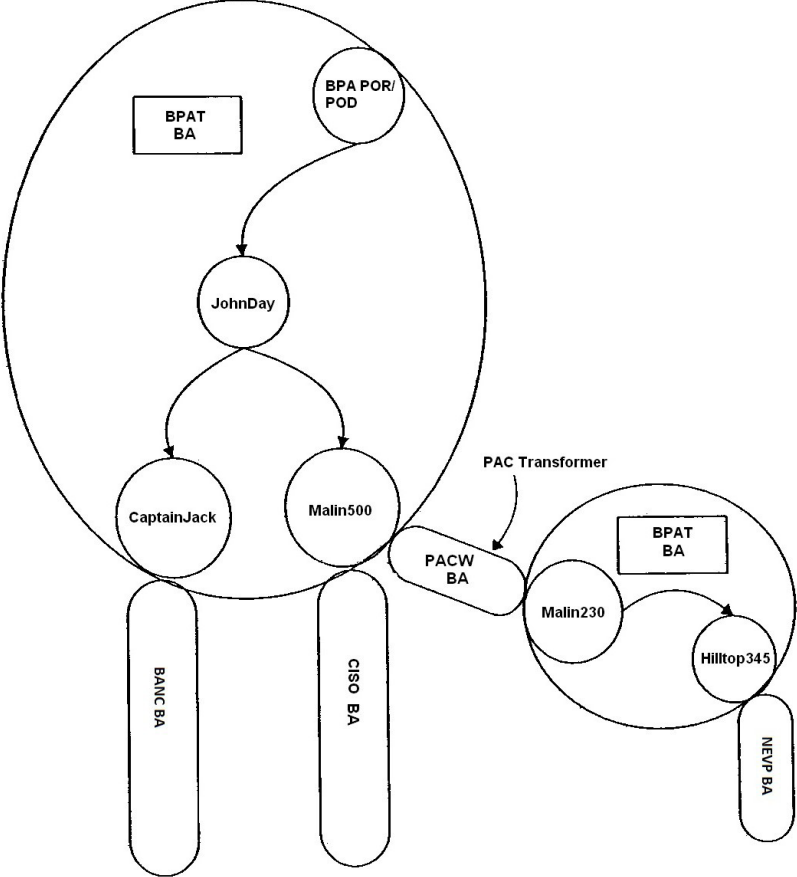 BPA POR/
POD
BPAT
BA
JohnDay
CaptainJack
Malin500
PAC Transformer
PACW
BA
BPAT
BA
Malin230
Hilltop345
BANC BA
CISO BA
NEVP BA